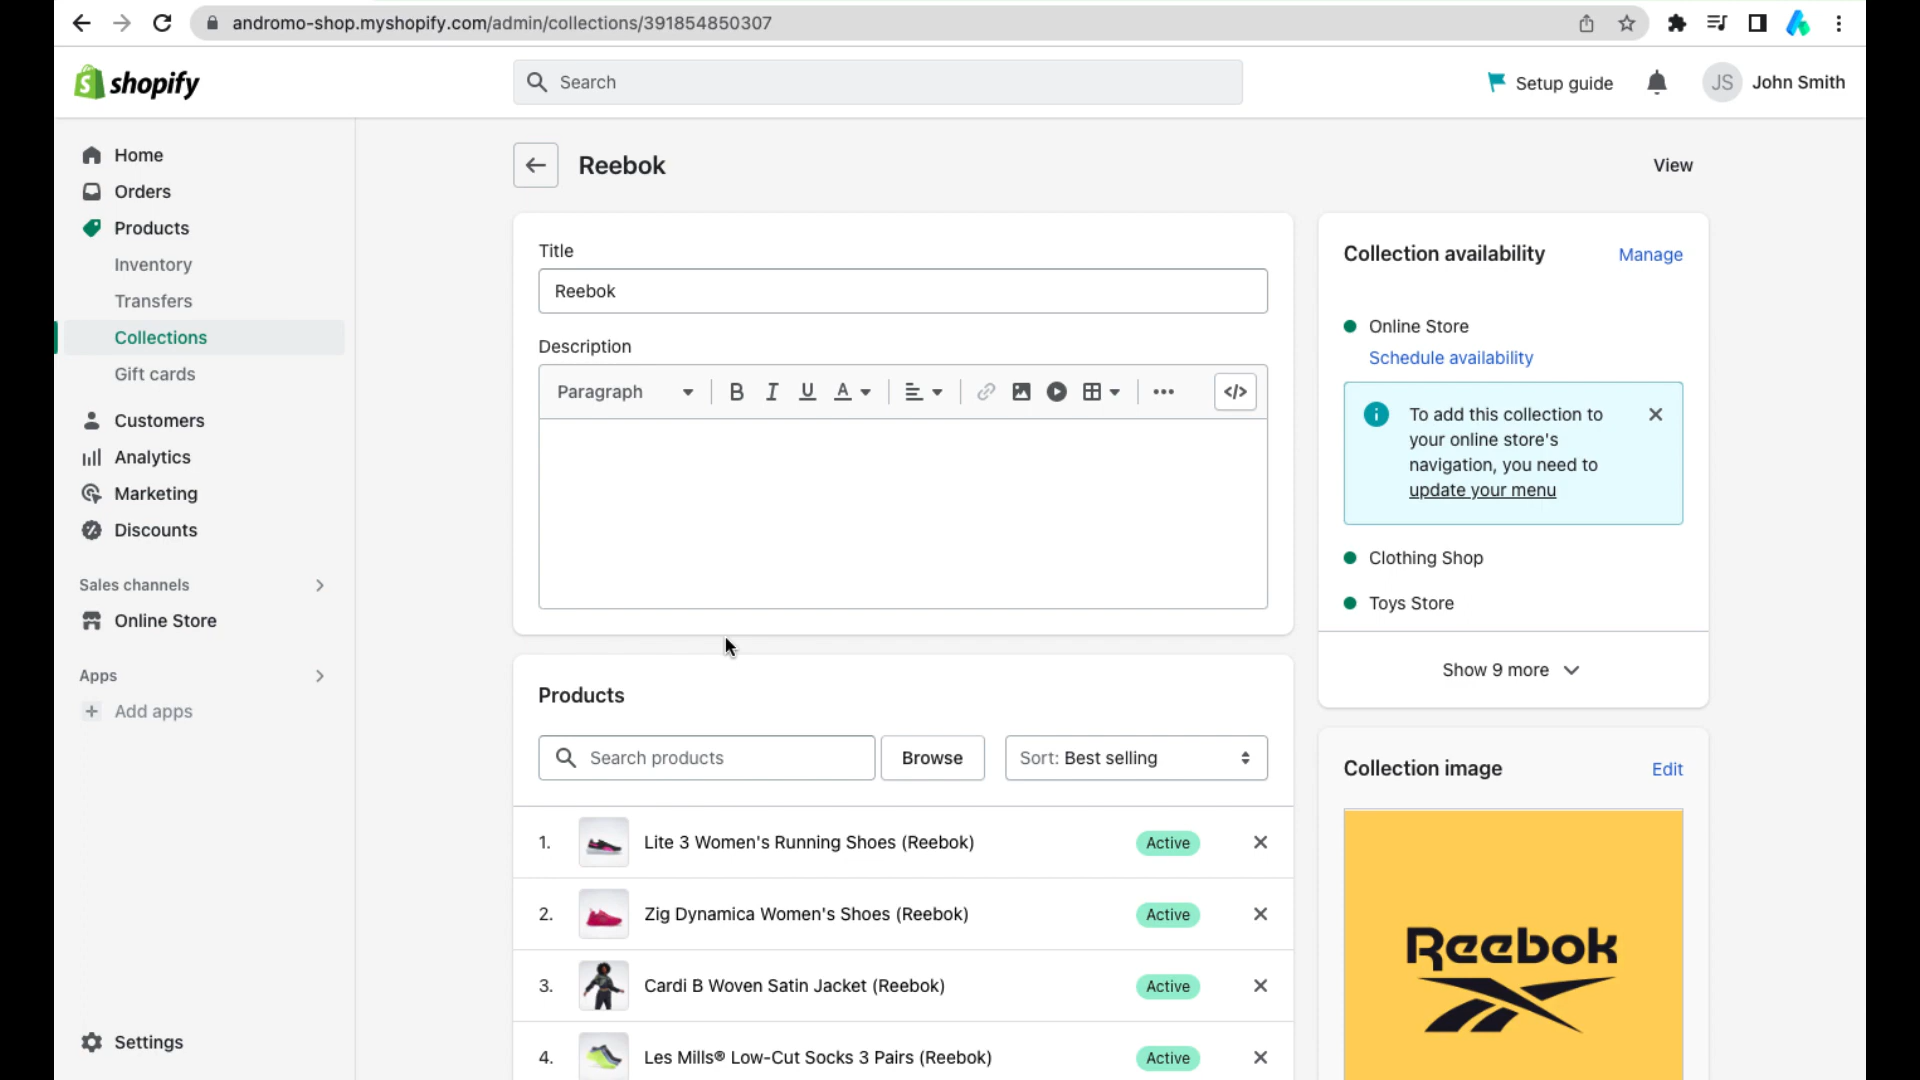 andromo-shop.myshopify.com/admin/collections/391854850307
shopify
Search
Setup guide
JS
John Smith
Home
Orders
Products
Inventory
Transfers
Collections
Gift cards
Customers
Analytics
Marketing
Discounts
Sales channels
Online Store
Apps
Add apps
Settings
Reebok
View
Title
Reebok
Description
Paragraph
B I U A
</>
Products
Search products
Browse
Sort: Best selling
1. Lite 3 Women's Running Shoes (Reebok) Active
2. Zig Dynamica Women's Shoes (Reebok) Active
3. Cardi B Woven Satin Jacket (Reebok) Active
4. Les Mills® Low-Cut Socks 3 Pairs (Reebok) Active
Collection availability
Manage
Online Store
Schedule availability
To add this collection to
your online store's
navigation, you need to
update your menu
Clothing Shop
Toys Store
Show 9 more
Collection image
Edit
Reebok